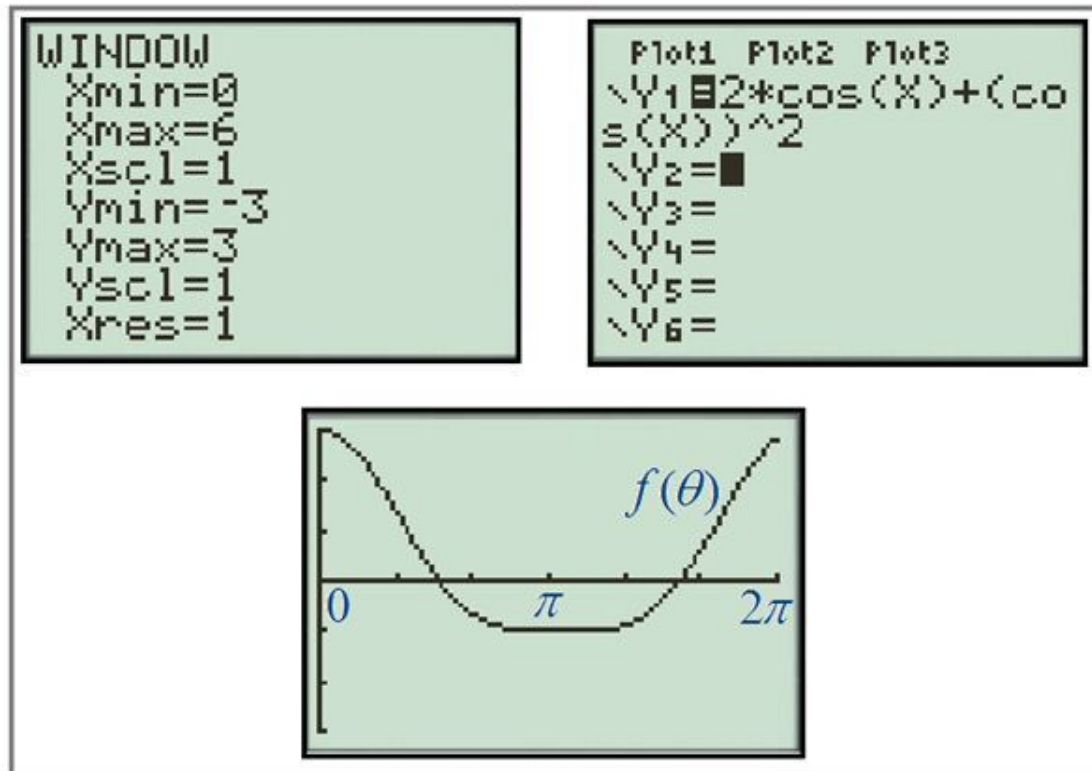 WINDOW
Xmin=0
Xmax=6
Xscl=1
Ymin=-3
Ymax=3
Yscl=1
Xres=1
Plot1 Plot2 Plot3
\Y1=2*cos(X)+(co
s(X))^2
\Y2=
\Y3=
\Y4=
\Y5=
\Y6=
f(θ)
0 π 2π